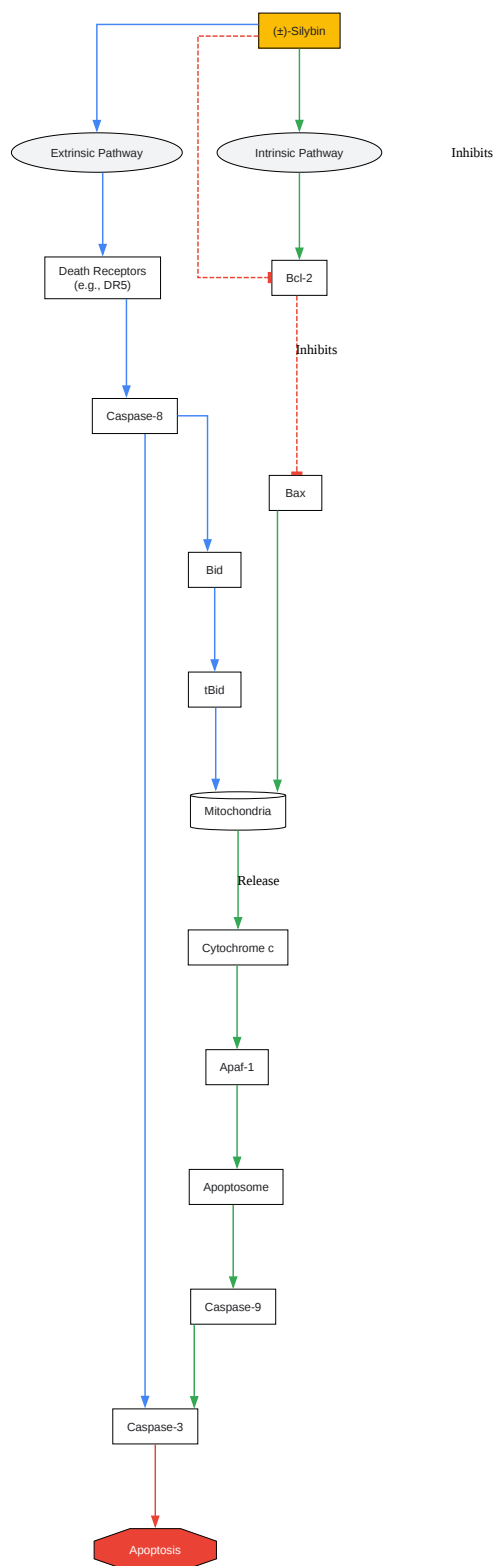 (±)-Silybin
Extrinsic Pathway
Intrinsic Pathway
Inhibits
Death Receptors
(e.g., DR5)
Bcl-2
Inhibits
Caspase-8
Bax
Bid
tBid
Mitochondria
Release
Cytochrome c
Apaf-1
Apoptosome
Caspase-9
Caspase-3
Apoptosis